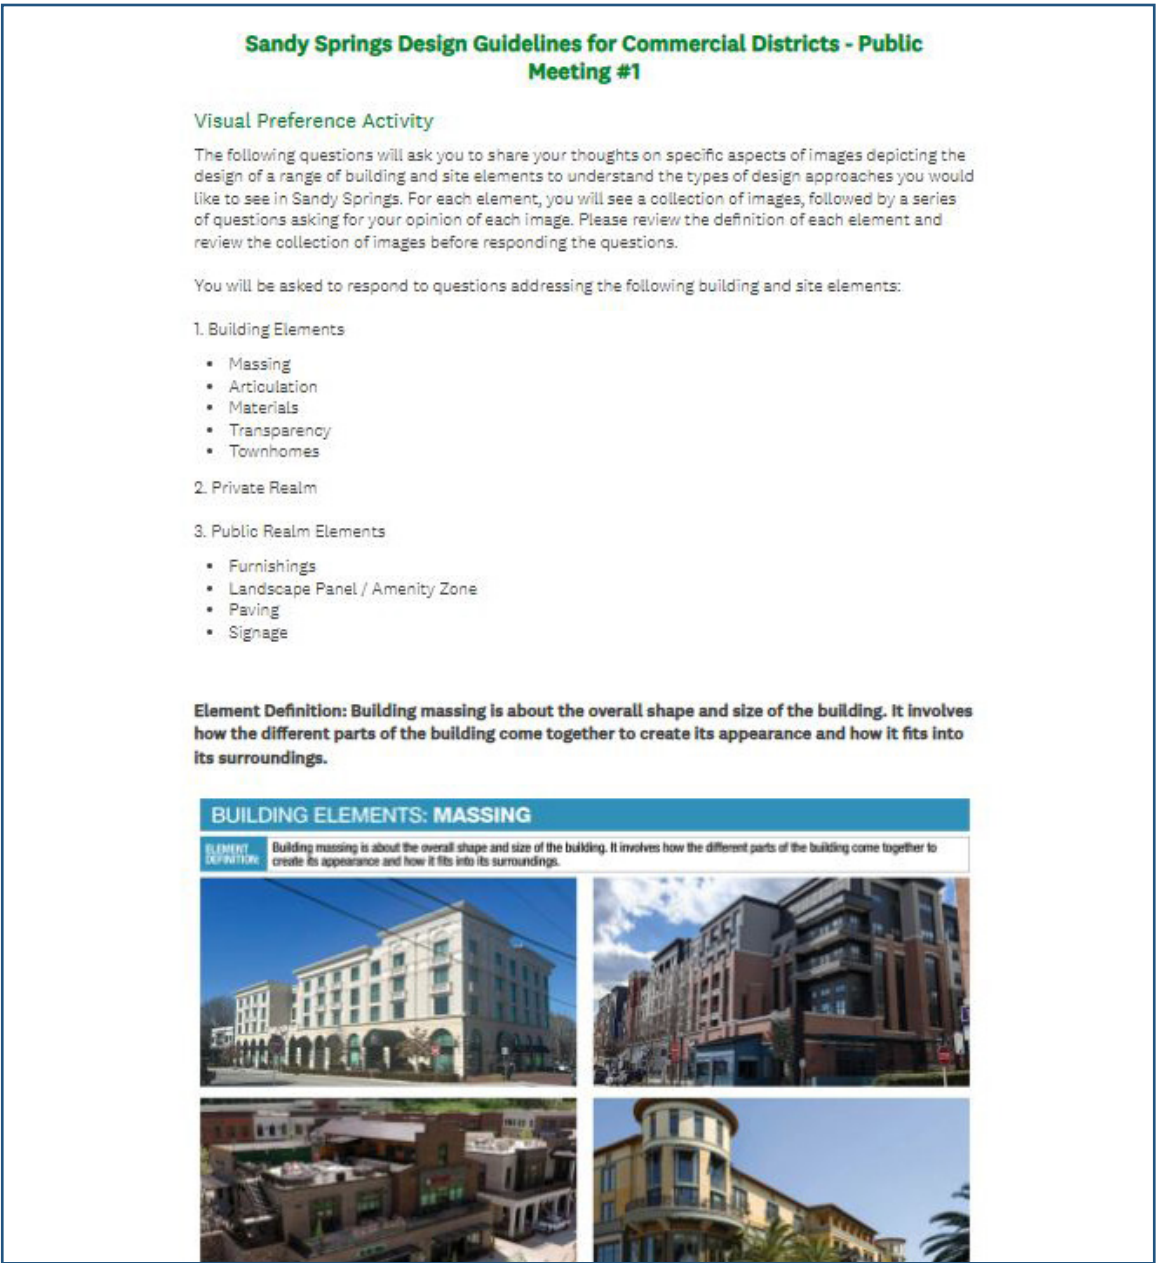 Sandy Springs Design Guidelines for Commercial Districts - Public
Meeting #1
Visual Preference Activity
The following questions will ask you to share your thoughts on specific aspects of images depicting the
design of a range of building and site elements to understand the types of design approaches you would
like to see in Sandy Springs. For each element, you will see a collection of images, followed by a series
of questions asking for your opinion of each image. Please review the definition of each element and
review the collection of images before responding the questions.
You will be asked to respond to questions addressing the following building and site elements:
1. Building Elements
• Massing
• Articulation
• Materials
• Transparency
• Townhomes
2. Private Realm
3. Public Realm Elements
• Furnishings
• Landscape Panel / Amenity Zone
• Paving
• Signage
Element Definition: Building massing is about the overall shape and size of the building. It involves
how the different parts of the building come together to create its appearance and how it fits into
its surroundings.
BUILDING ELEMENTS: MASSING
ELEMENT
DEFINITION:
Building massing is about the overall shape and size of the building. It involves how the different parts of the building come together to
create its appearance and how it fits into its surroundings.